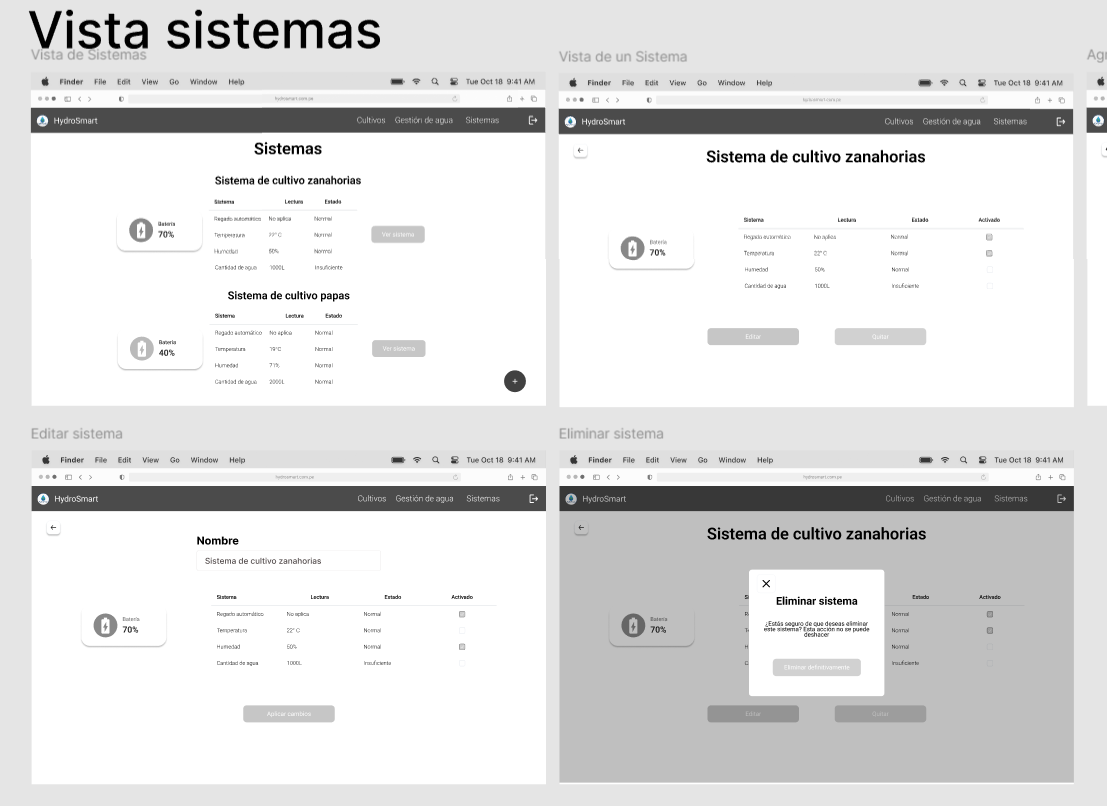 Vista sistemas
Vista de Sistemas
Finder File Edit View Go Window Help Tue Oct 18 9:41 AM
hydrosmart.com.pe
HydroSmart Cultivos Gestión de agua Sistemas
Sistemas
Sistema de cultivo zanahorias
Sistema Lectura Estado
Batería
70%
Regado automático No aplica Normal
Temperatura Normal
Humedad 50% Normal
Cantidad de agua 1000L Insuficiente
Ver sistema
Sistema de cultivo papas
Sistema Lectura Estado
Batería
40%
Regado automático No aplica Normal
Temperatura 19°C Normal
Humedad 71% Normal
Cantidad de agua 2000L Normal
Ver sistema
+
Vista de un Sistema
Finder File Edit View Go Window Help Tue Oct 18 9:41 AM
hydrosmart.com.pe
HydroSmart Cultivos Gestión de agua Sistemas
Sistema de cultivo zanahorias
Batería
70%
Sistema Lectura Estado Activado
Regado automático No aplica Normal
Temperatura 22° C Normal
Humedad 50% Normal
Cantidad de agua 1000L Insuficiente
Editar Quitar
Editar sistema
Finder File Edit View Go Window Help Tue Oct 18 9:41 AM
hydrosmart.com.pe
HydroSmart Cultivos Gestión de agua Sistemas
Nombre
Sistema de cultivo zanahorias
Batería
70%
Sistema Lectura Estado Activado
Regado automático No aplica Normal
Temperatura 22° C Normal
Humedad 50% Normal
Cantidad de agua 1000L Insuficiente
Aplicar cambios
Eliminar sistema
Finder File Edit View Go Window Help Tue Oct 18 9:41 AM
hydrosmart.com.pe
HydroSmart Cultivos Gestión de agua Sistemas
Sistema de cultivo zanahorias
Batería
70%
Estado Activado
Normal
Normal
Normal
Insuficiente
Eliminar sistema
¿Estás seguro de que deseas eliminar
este sistema? Esta acción no se puede
deshacer
Eliminar definitivamente
Editar Quitar